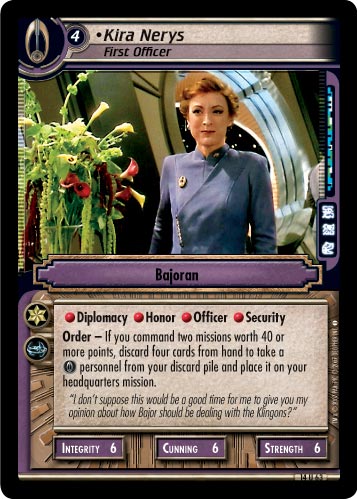 4
•Kira Nerys
First Officer
Bajoran
Diplomacy Honor Officer Security
Order – If you command two missions worth 40 or
more points, discard four cards from hand to take a
personnel from your discard pile and place it on your
headquarters mission.
"I don't suppose this would be a good time for me to give you my
opinion about how Bajor should be dealing with the Klingons?"
INTEGRITY 6 CUNNING 6 STRENGTH 6
14 U 63